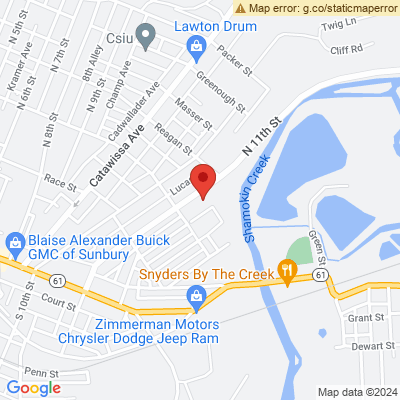 Map error: g.co/staticmaperror
Lawton Drum
Csiu
N 5th St
N 7th St
8th Alley
Kramer Ave
N 6th St
N 9th St
Champ Ave
Cadwallader Ave
Packer St
Greenough St
Twig Ln
Cliff Rd
N 8th St
Masser St
Reagan St
Catawissa Ave
N 11th St
Race St
Luca
Shamokin Creek
Blaise Alexander Buick
GMC of Sunbury
Green St
61
Snyders By The Creek
61
S 10th St
Court St
Zimmerman Motors
Chrysler Dodge Jeep Ram
Grant St
Dewart St
Penn St
Google
Map data ©2024